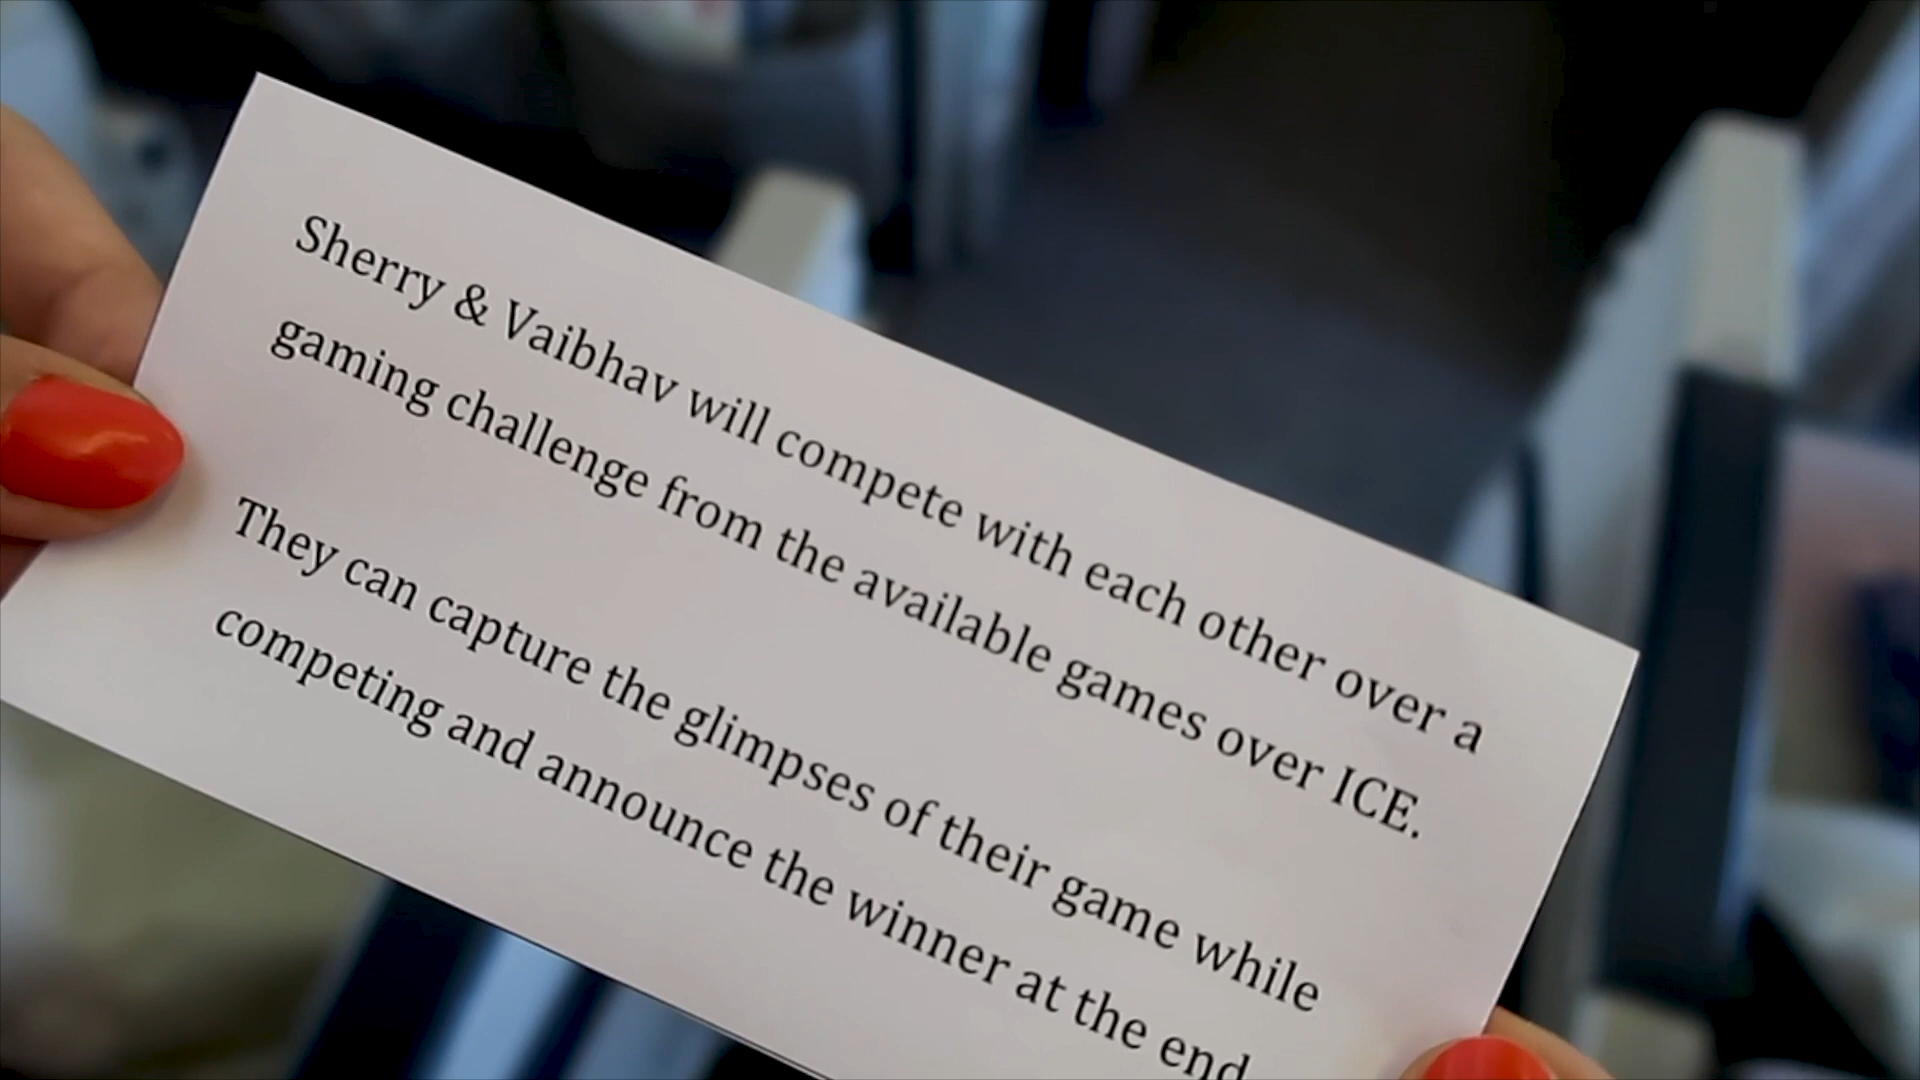 Sherry & Vaibhav will compete with each other over a
gaming challenge from the available games over ICE.
They can capture the glimpses of their game while
competing and announce the winner at the end